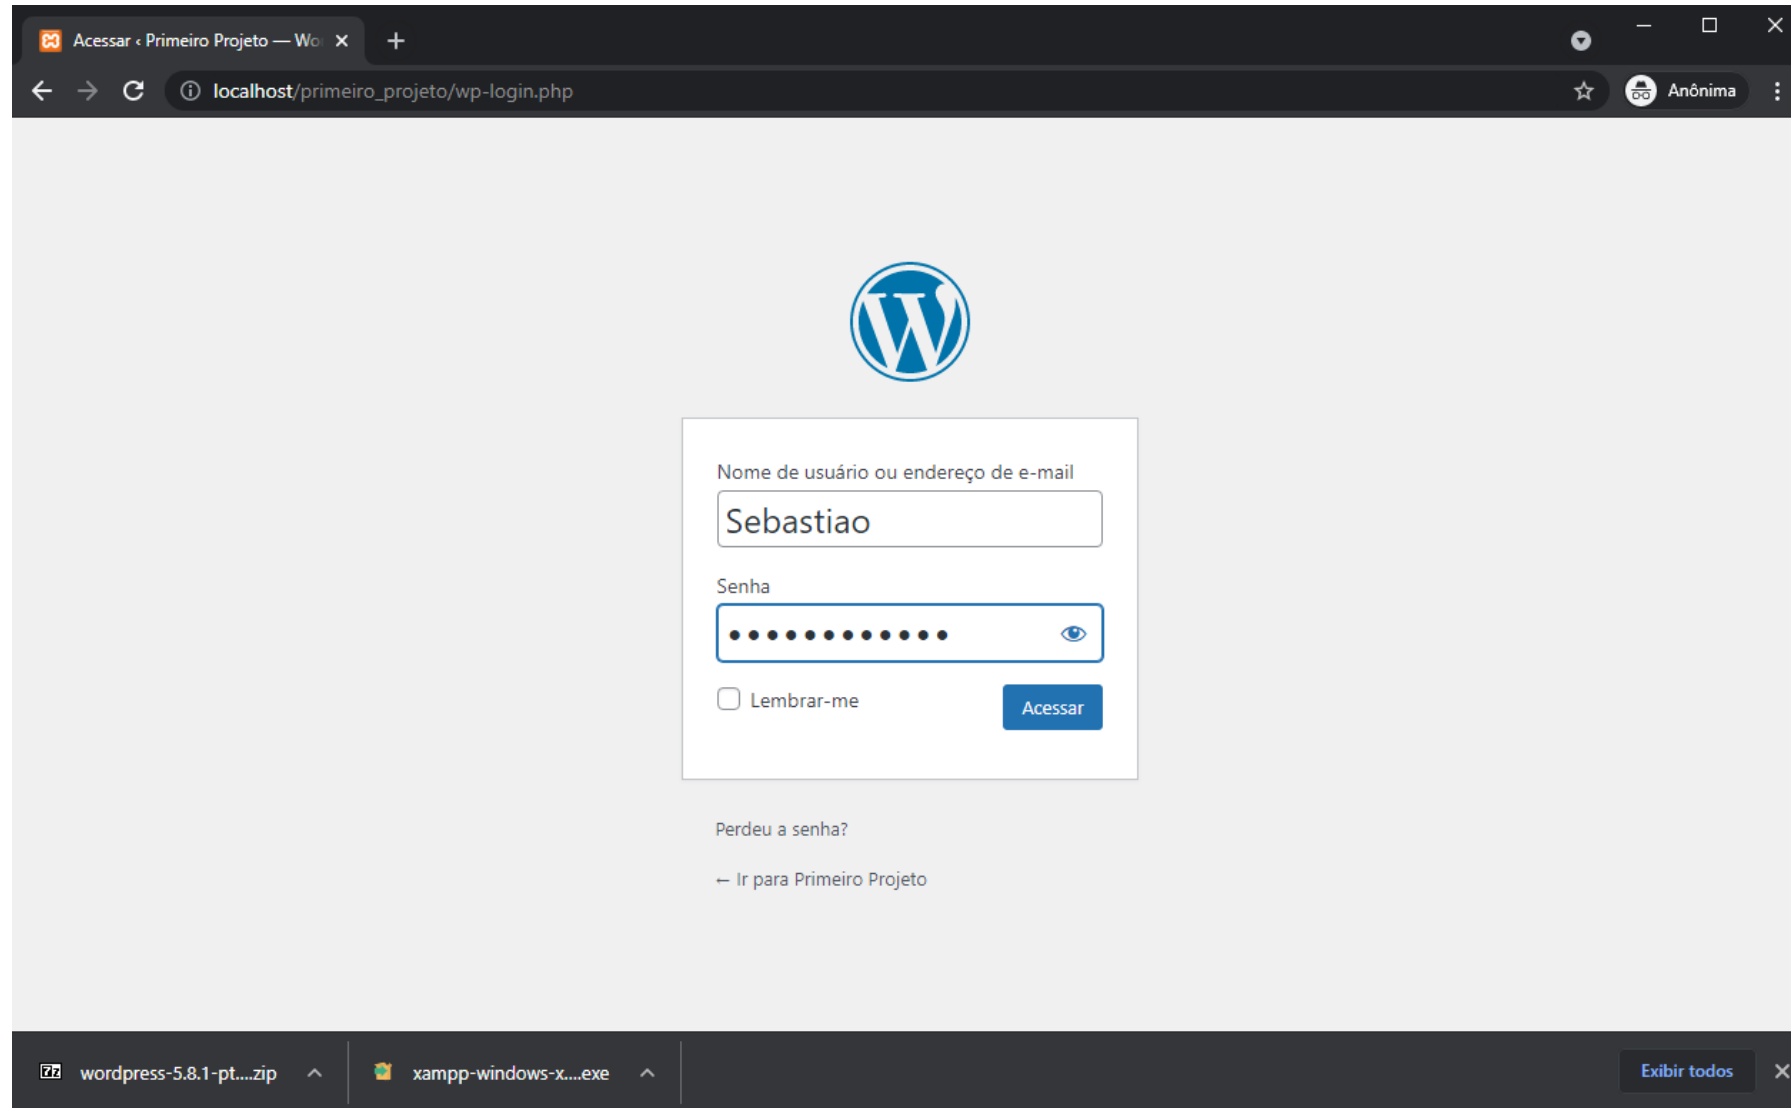 Acessar ‹ Primeiro Projeto — Wo
localhost/primeiro_projeto/wp-login.php
Anônima
Nome de usuário ou endereço de e-mail
Sebastiao
Senha
••••••••••••
Lembrar-me
Acessar
Perdeu a senha?
← Ir para Primeiro Projeto
wordpress-5.8.1-pt....zip
xampp-windows-x....exe
Exibir todos